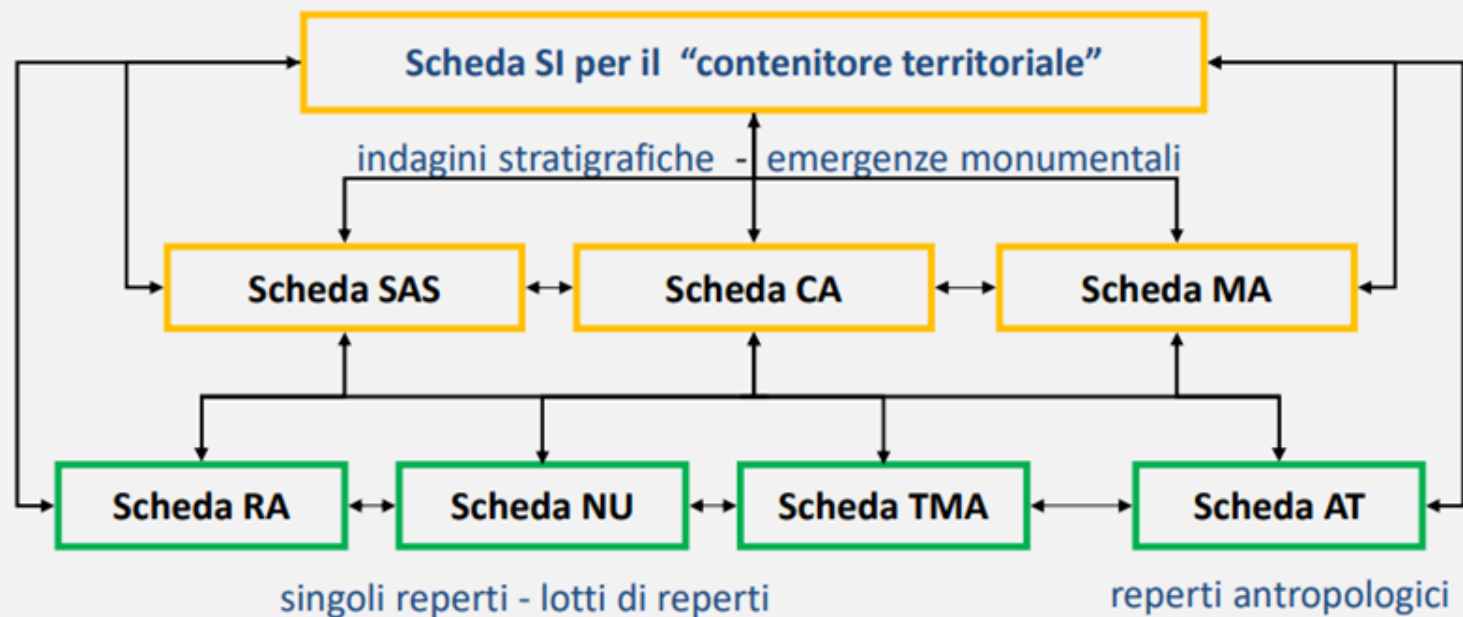 Scheda SI per il “contenitore territoriale”
indagini stratigrafiche - emergenze monumentali
Scheda SAS
Scheda CA
Scheda MA
Scheda RA
Scheda NU
Scheda TMA
Scheda AT
singoli reperti - lotti di reperti
reperti antropologici